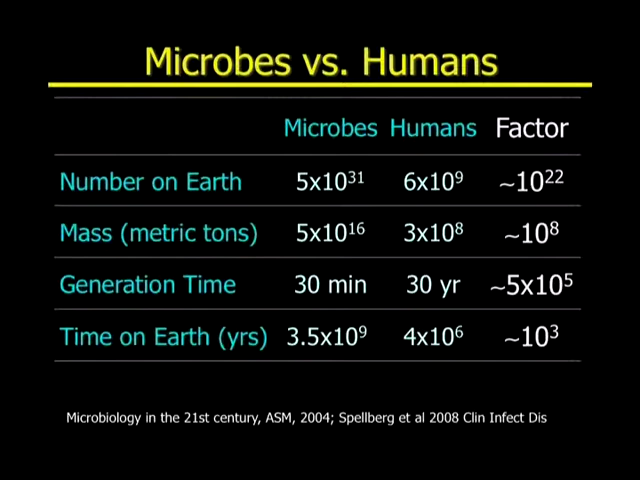 Microbes vs. Humans
Microbes Humans Factor
Number on Earth 5x10³¹ 6x10⁹ ~10²²
Mass (metric tons) 5x10¹⁶ 3x10⁸ ~10⁸
Generation Time 30 min 30 yr ~5x10⁵
Time on Earth (yrs) 3.5x10⁹ 4x10⁶ ~10³
Microbiology in the 21st century, ASM, 2004; Spellberg et al 2008 Clin Infect Dis